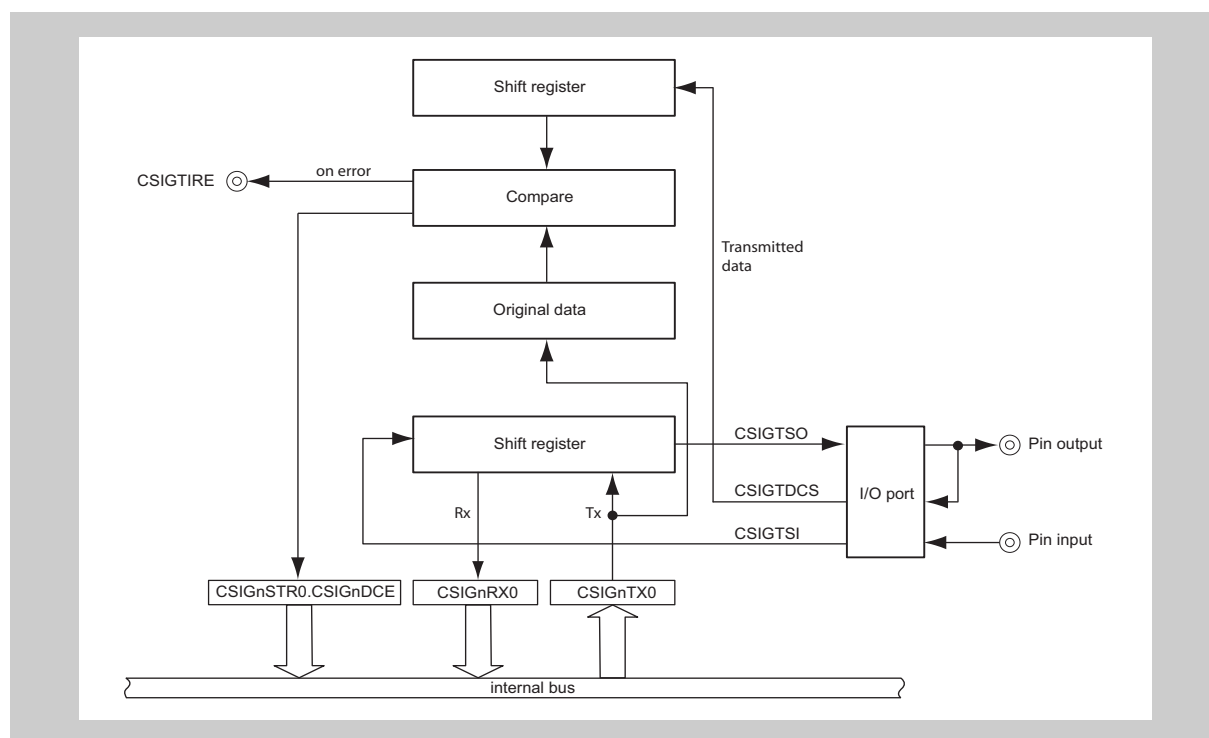 Shift register
CSIGTIRE
on error
Compare
Transmitted
data
Original data
Shift register
CSIGTSO
Pin output
CSIGTDCS
I/O port
Rx
Tx
CSIGTSI
Pin input
CSIGnSTR0.CSIGnDCE
CSIGnRX0
CSIGnTX0
internal bus